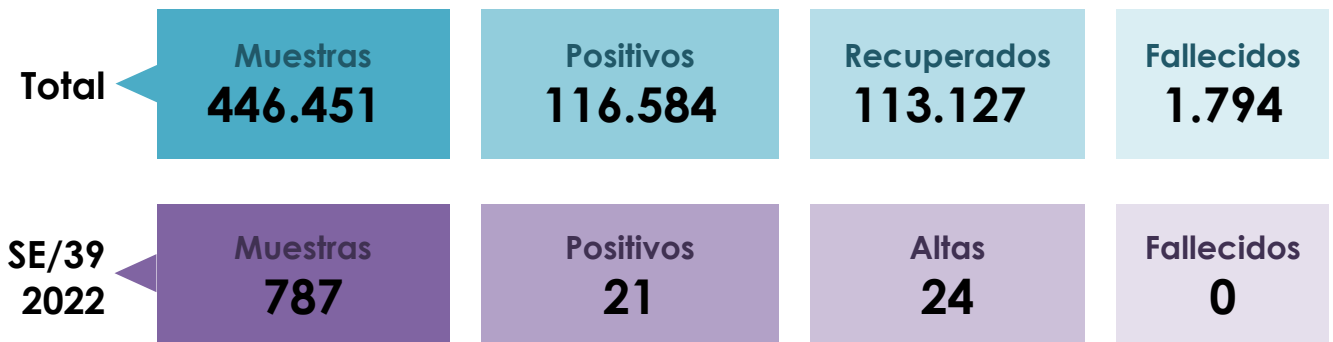 Total
Muestras
446.451
Positivos
116.584
Recuperados
113.127
Fallecidos
1.794
SE/39
2022
Muestras
787
Positivos
21
Altas
24
Fallecidos
0